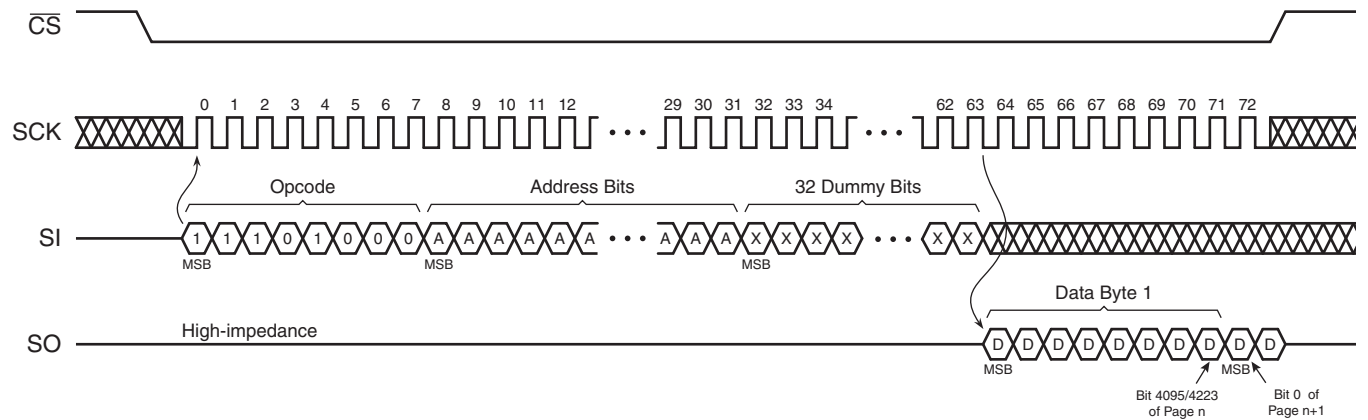 CS
SCK
0 1 2 3 4 5 6 7 8 9 10 11 12 29 30 31 32 33 34 62 63 64 65 66 67 68 69 70 71 72
Opcode Address Bits 32 Dummy Bits
SI
1 1 1 0 1 0 0 0 A A A A A A A A A X X X X X X
MSB MSB MSB
Data Byte 1
SO
High-impedance
D D D D D D D D D D
MSB MSB
Bit 4095/4223
of Page n
Bit 0 of
Page n+1